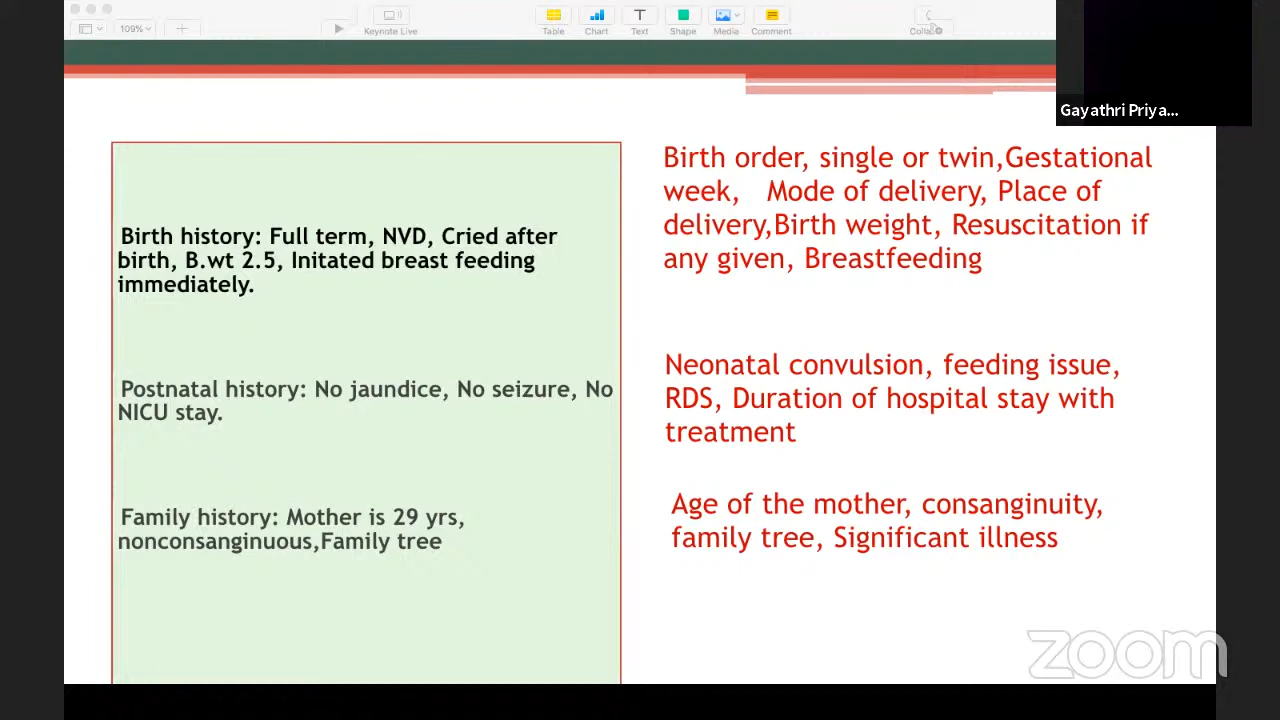 109%
Keynote Live
Table
Chart
Text
Shape
Media
Comment
Gayathri Priya...
Birth history: Full term, NVD, Cried after
birth, B.wt 2.5, Initated breast feeding
immediately.
Postnatal history: No jaundice, No seizure, No
NICU stay.
Family history: Mother is 29 yrs,
nonconsanginuous,Family tree
Birth order, single or twin,Gestational
week, Mode of delivery, Place of
delivery,Birth weight, Resuscitation if
any given, Breastfeeding
Neonatal convulsion, feeding issue,
RDS, Duration of hospital stay with
treatment
Age of the mother, consanginuity,
family tree, Significant illness
zoom